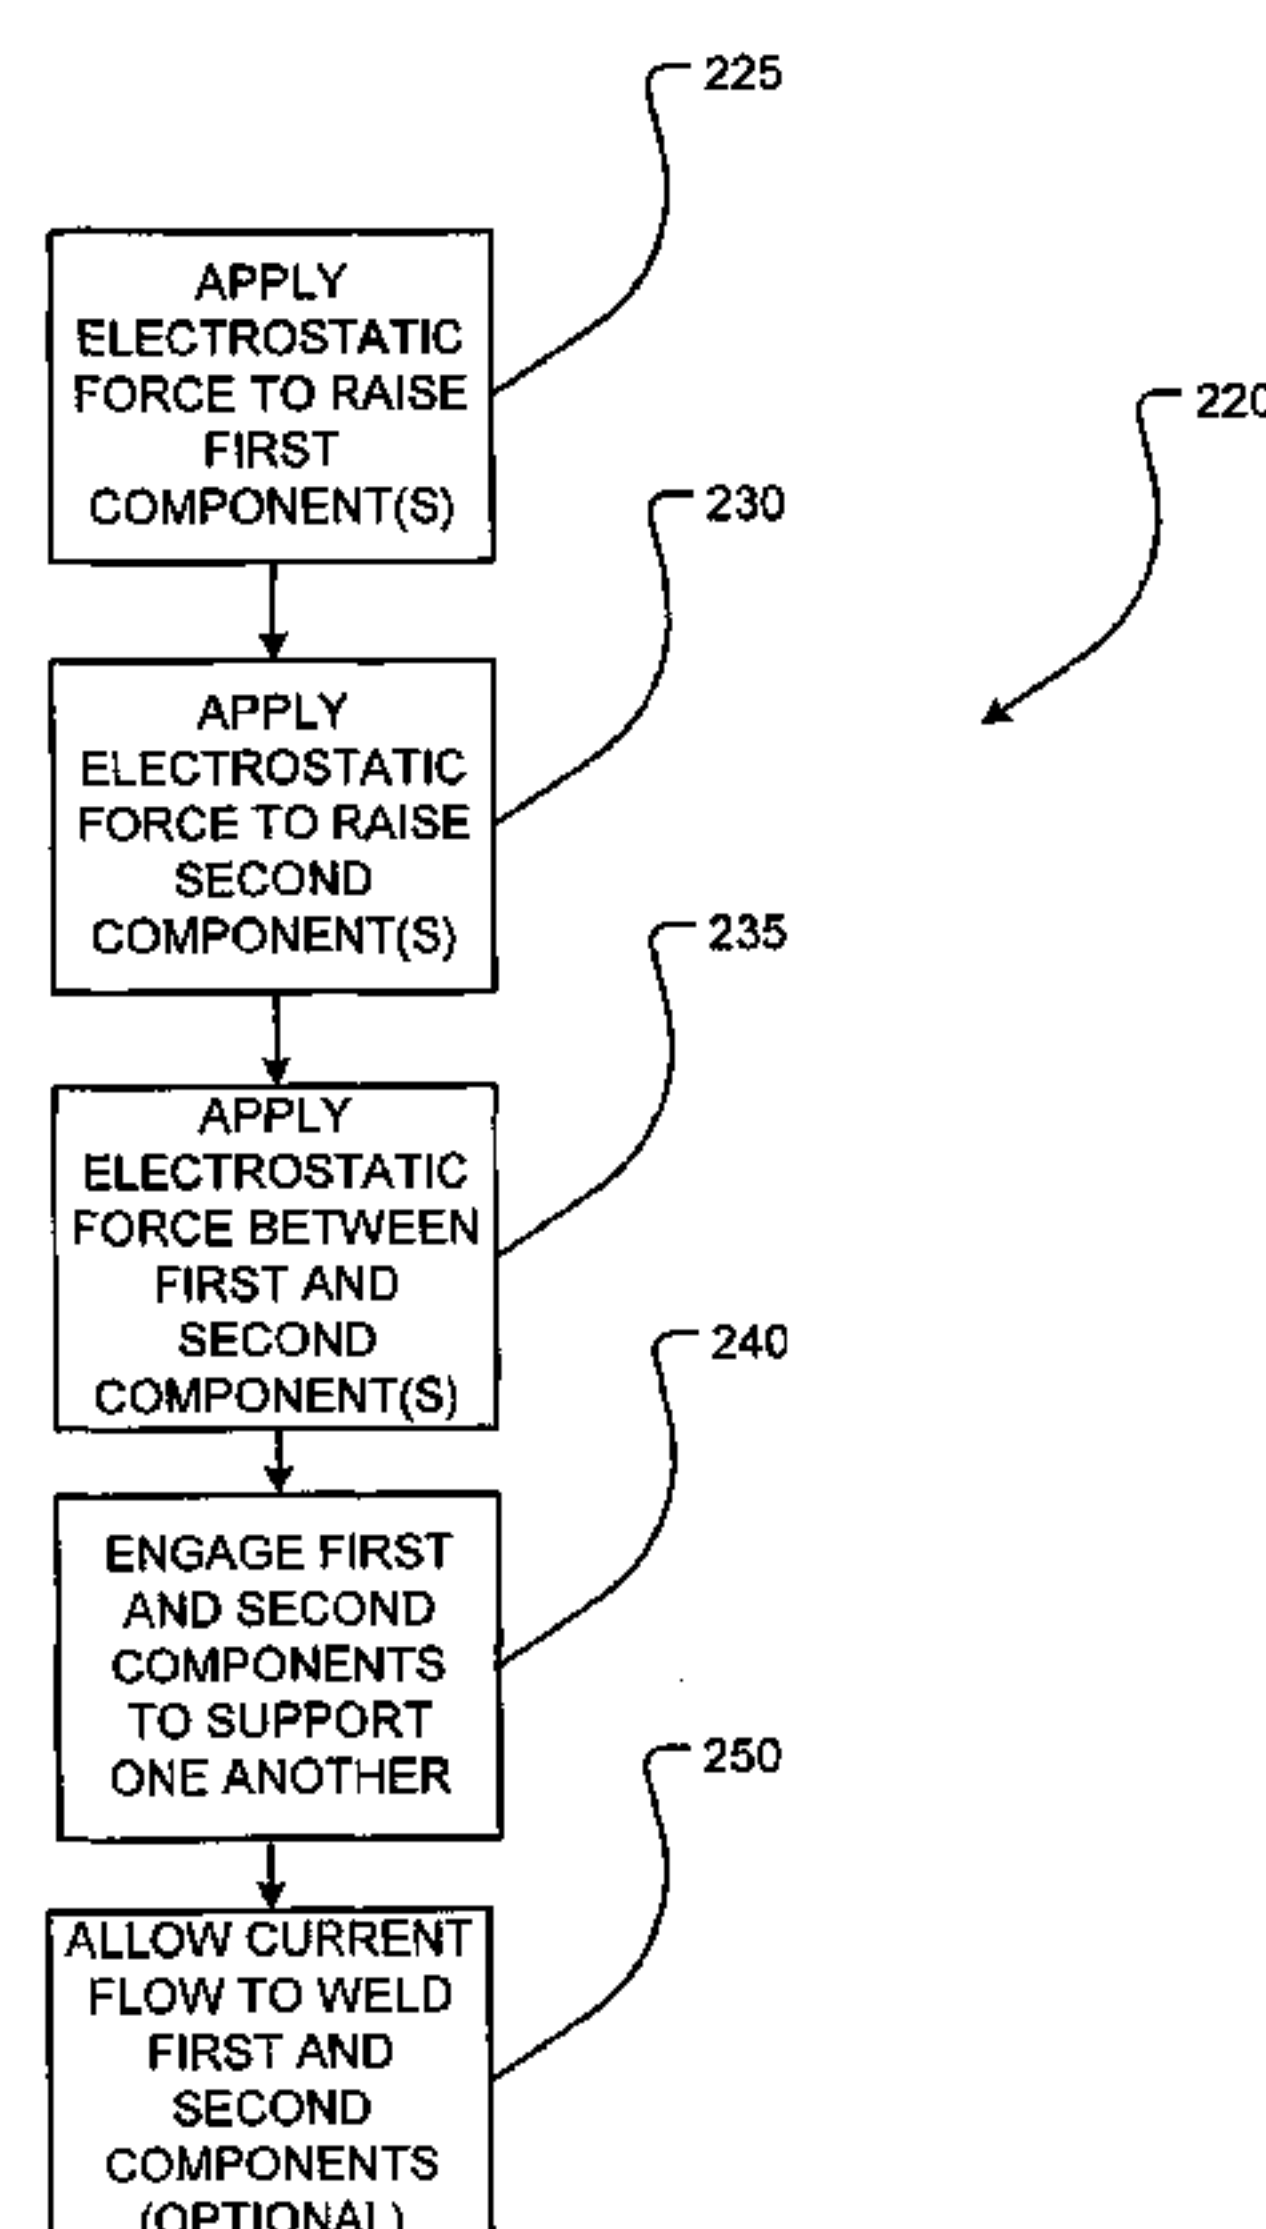 225
APPLY
ELECTROSTATIC
FORCE TO RAISE
FIRST
COMPONENT(S)
220
230
APPLY
ELECTROSTATIC
FORCE TO RAISE
SECOND
COMPONENT(S)
235
APPLY
ELECTROSTATIC
FORCE BETWEEN
FIRST AND
SECOND
COMPONENT(S)
240
ENGAGE FIRST
AND SECOND
COMPONENTS
TO SUPPORT
ONE ANOTHER
250
ALLOW CURRENT
FLOW TO WELD
FIRST AND
SECOND
COMPONENTS
(OPTIONAL)